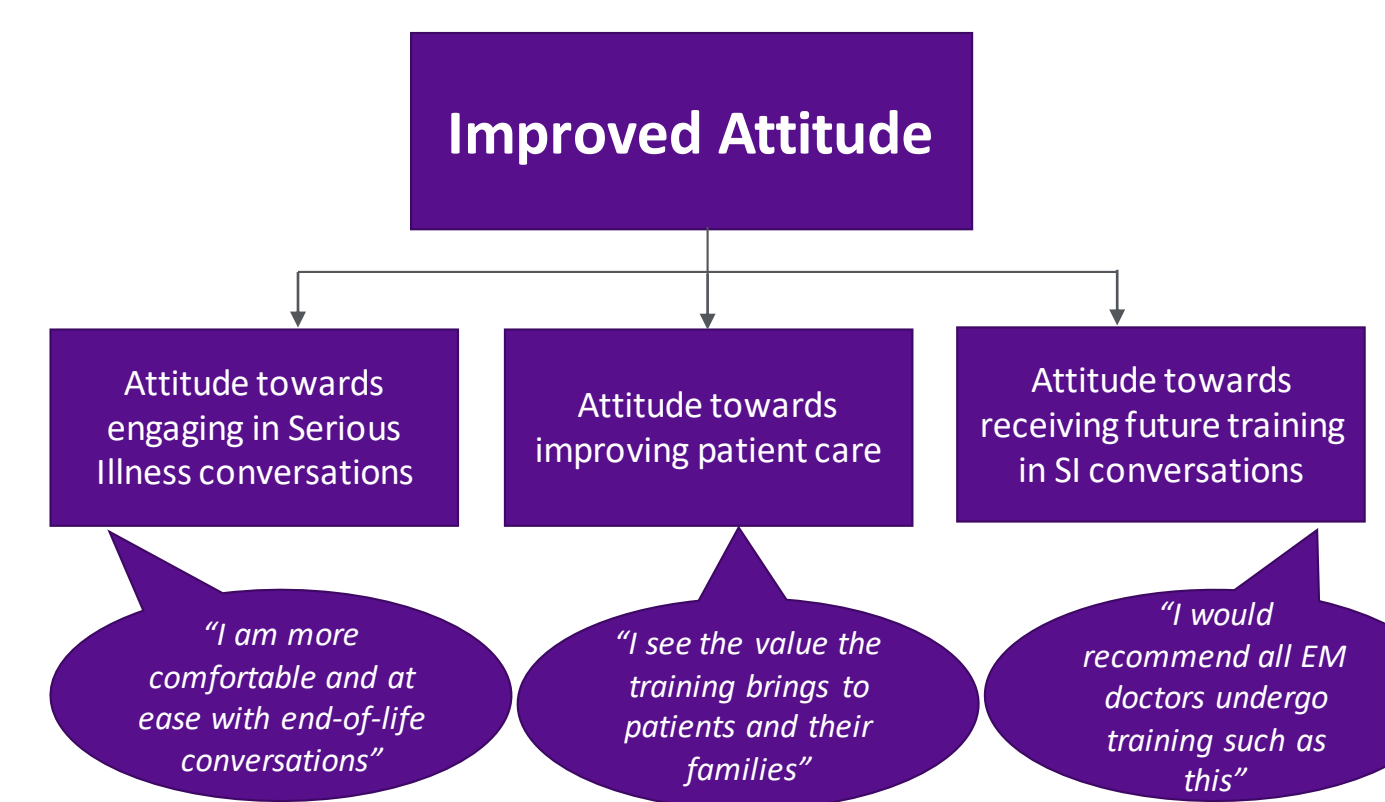 Improved Attitude
Attitude towards
engaging in Serious
Illness conversations
Attitude towards
improving patient care
Attitude towards
receiving future training
in SI conversations
“I am more
comfortable and at
ease with end-of-life
conversations”
“I see the value the
training brings to
patients and their
families”
“I would
recommend all EM
doctors undergo
training such as
this”